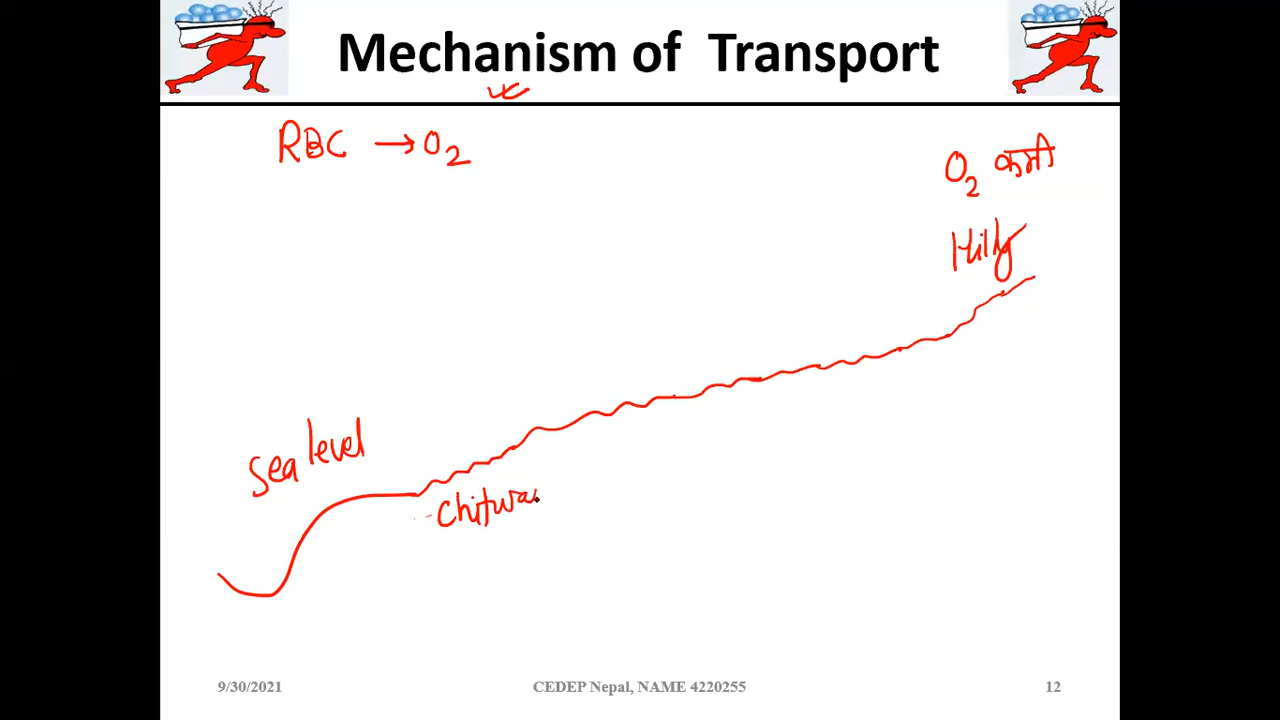 Mechanism of Transport
RBC → O2
O2 कमी
Hilly
Sea level
Chitwa
9/30/2021
CEDEP Nepal, NAME 4220255
12